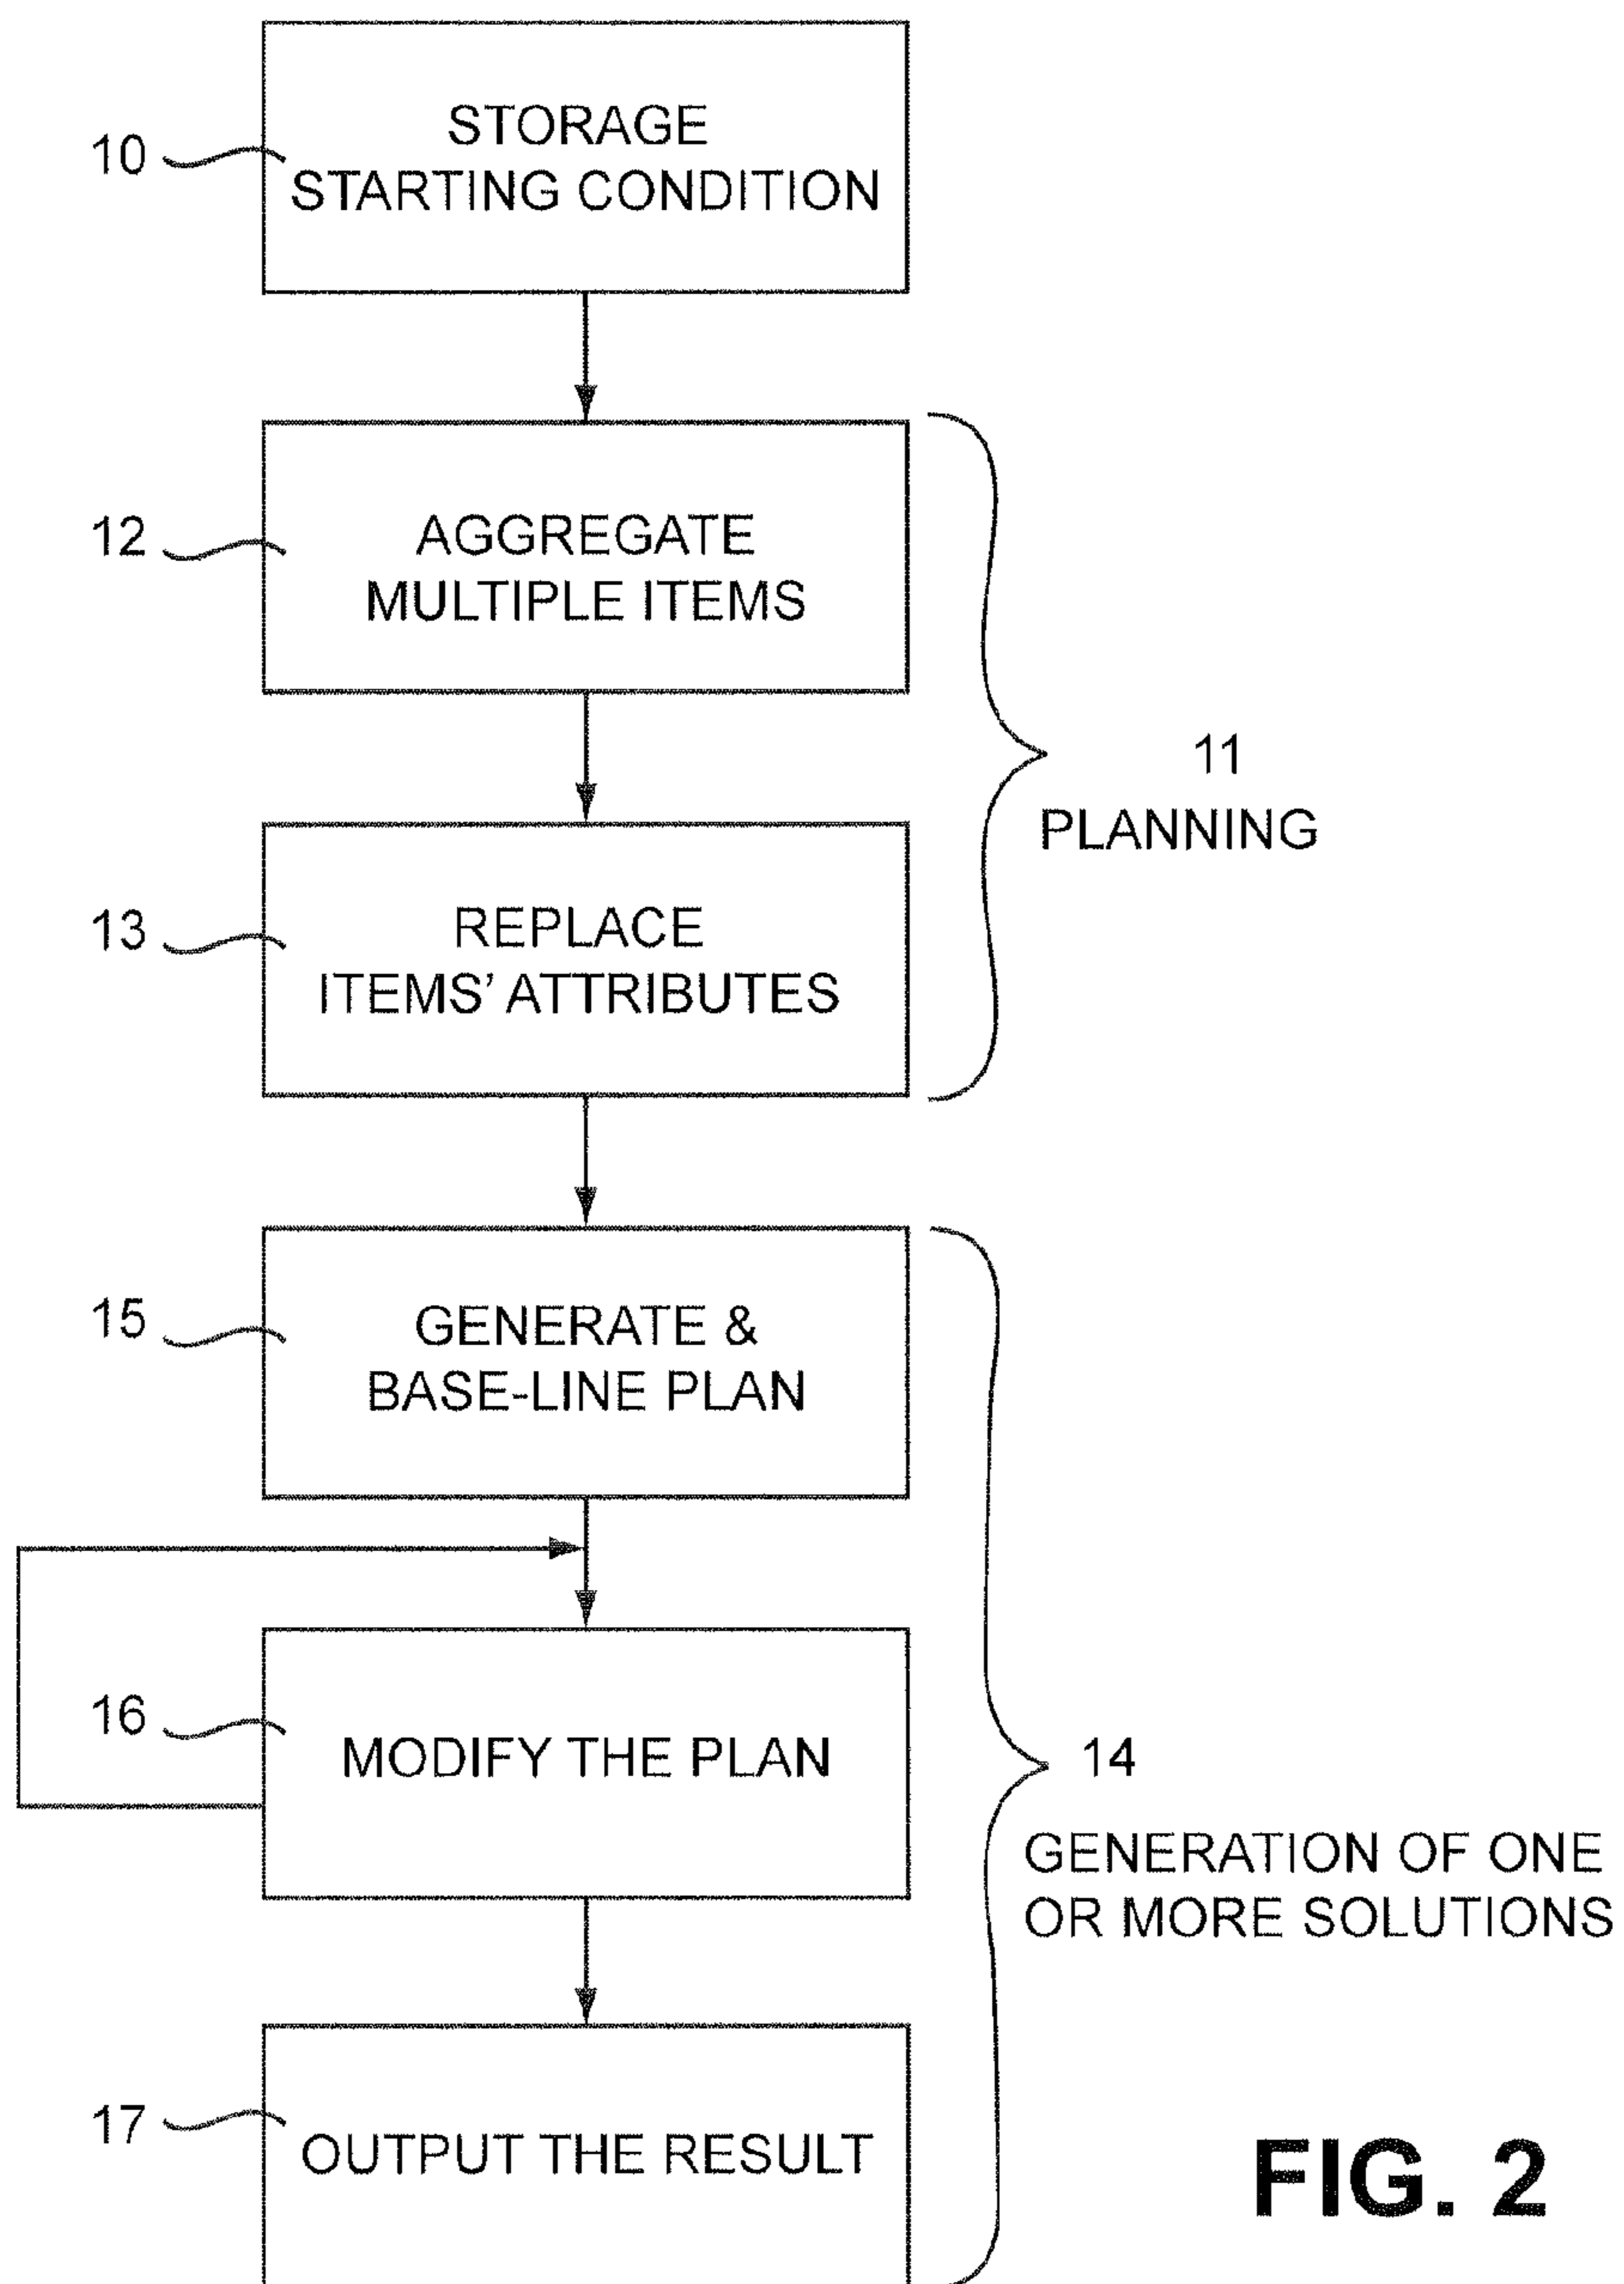 10
STORAGE
STARTING CONDITION
12
AGGREGATE
MULTIPLE ITEMS
11
PLANNING
13
REPLACE
ITEMS’ ATTRIBUTES
15
GENERATE &
BASE-LINE PLAN
16
MODIFY THE PLAN
14
GENERATION OF ONE
OR MORE SOLUTIONS
17
OUTPUT THE RESULT
FIG. 2